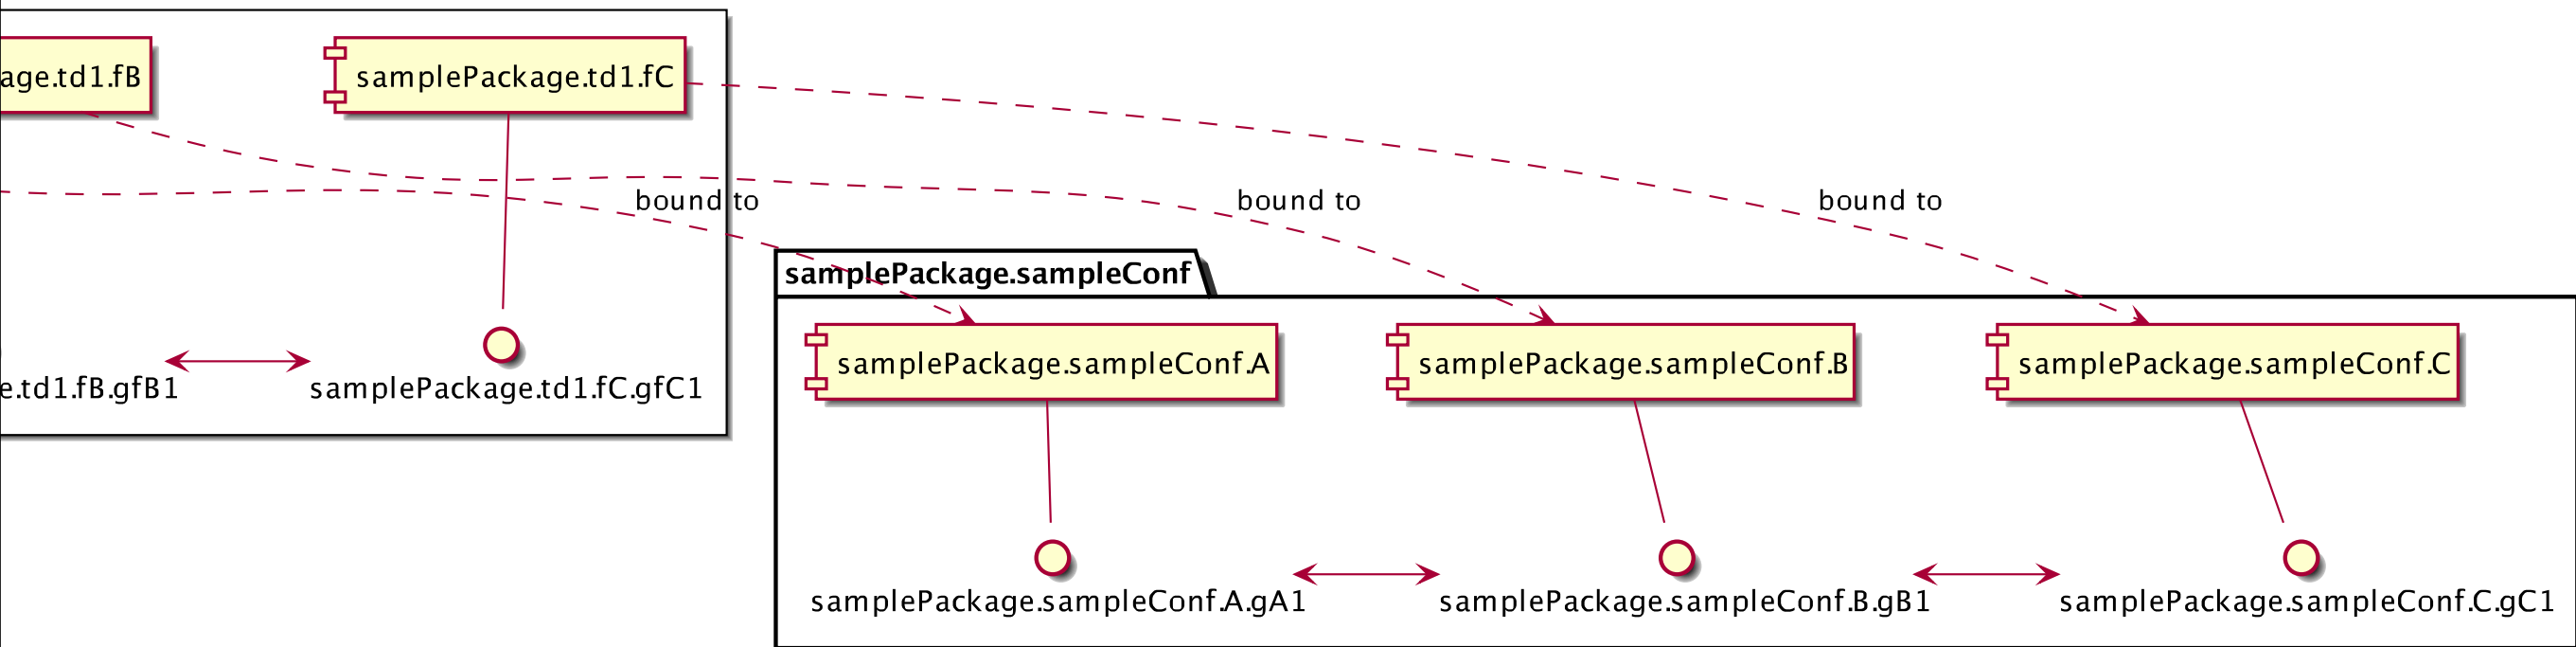 age.td1.fB
samplePackage.td1.fC
bound to
bound to
bound to
samplePackage.sampleConf
samplePackage.sampleConf.A
samplePackage.sampleConf.B
samplePackage.sampleConf.C
e.td1.fB.gfB1
samplePackage.td1.fC.gfC1
samplePackage.sampleConf.A.gA1
samplePackage.sampleConf.B.gB1
samplePackage.sampleConf.C.gC1